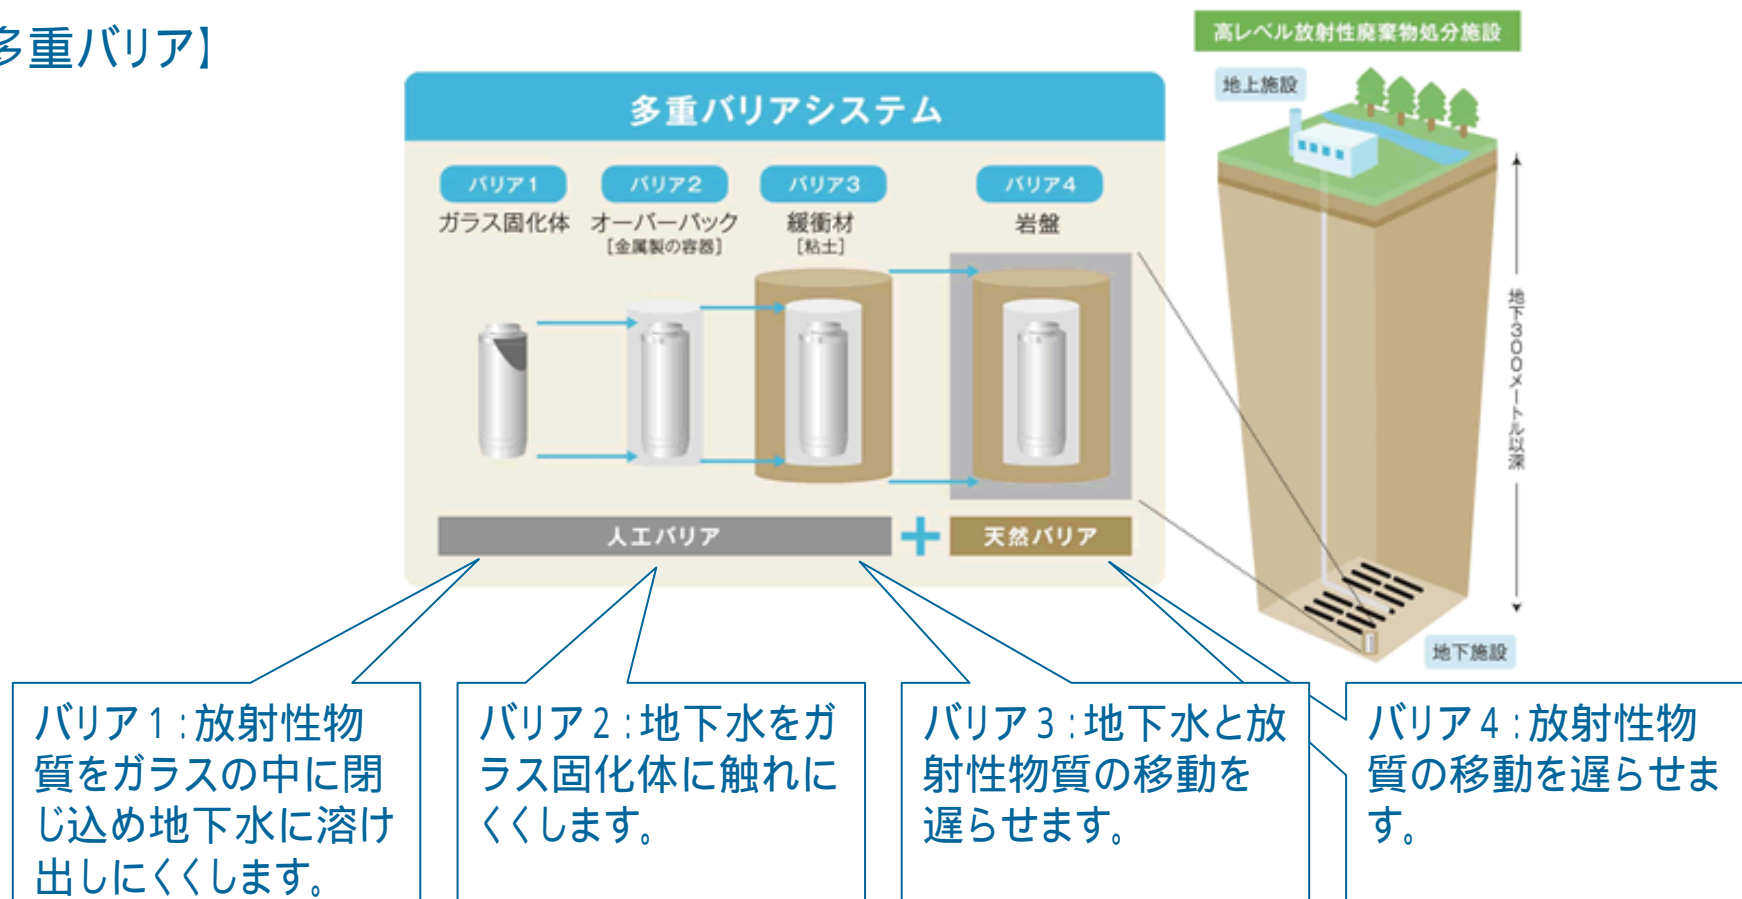 多重バリア】
高レベル放射性廃棄物処分施設
地上施設
多重バリアシステム
バリア1
バリア2
バリア3
バリア4
ガラス固化体
オーバーパック
[金属製の容器]
緩衝材
[粘土]
岩盤
地下300メートル以深
人工バリア
+
天然バリア
地下施設
バリア1:放射性物
質をガラスの中に閉
じ込め地下水に溶け
出しにくくします。
バリア2:地下水をガ
ラス固化体に触れに
くくします。
バリア3:地下水と放
射性物質の移動を
遅らせます。
バリア4:放射性物
質の移動を遅らせま
す。